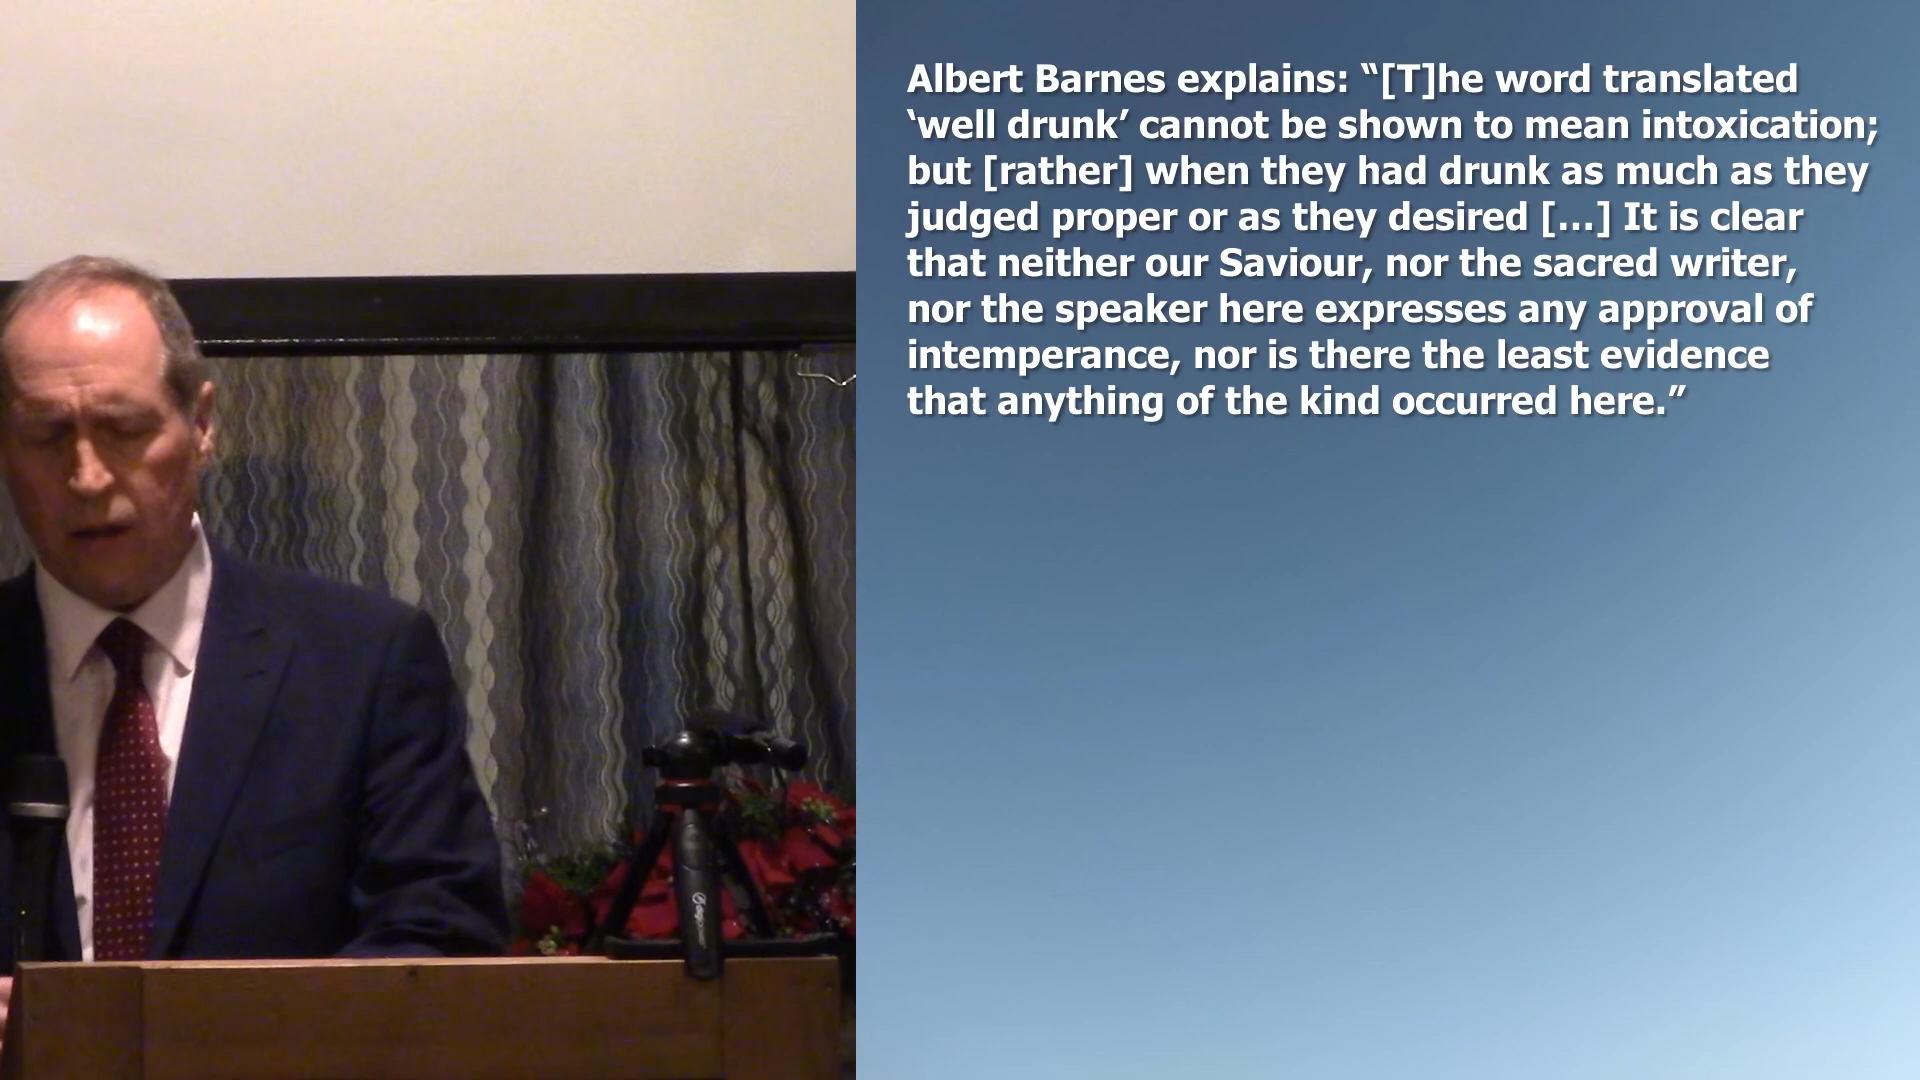 Albert Barnes explains: “[T]he word translated
‘well drunk’ cannot be shown to mean intoxication;
but [rather] when they had drunk as much as they
judged proper or as they desired […] It is clear
that neither our Saviour, nor the sacred writer,
nor the speaker here expresses any approval of
intemperance, nor is there the least evidence
that anything of the kind occurred here.”